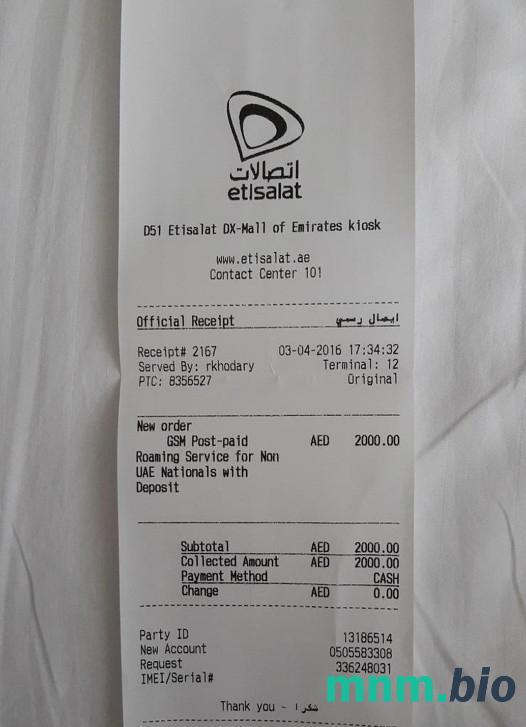 اتصالات
etisalat
D51 Etisalat DX-Mall of Emirates kiosk
www.etisalat.ae
Contact Center 101
Official Receipt ايصال رسمي
Receipt# 2167 03-04-2016 17:34:32
Served By: rkhodary Terminal: 12
PTC: 8356527 Original
New order
GSM Post-paid AED 2000.00
Roaming Service for Non
UAE Nationals with
Deposit
Subtotal AED 2000.00
Collected Amount AED 2000.00
Payment Method CASH
Change AED 0.00
Party ID 13186514
New Account 0505583308
Request 336248031
IMEI/Serial#
Thank you - شكرا
mnm.bio